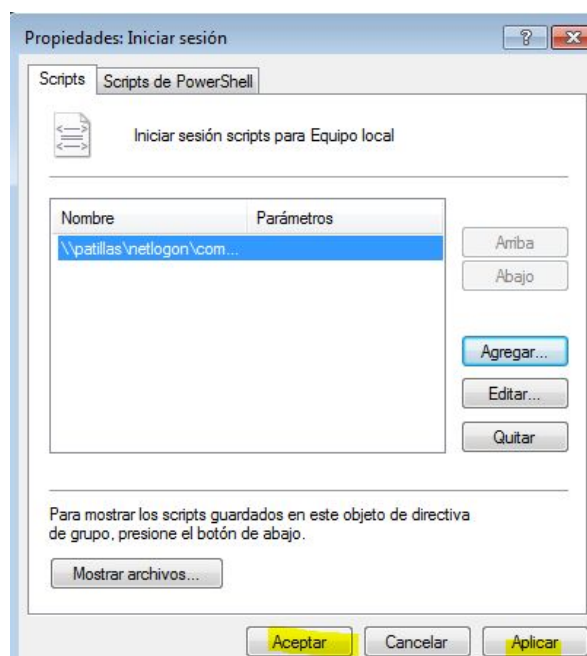 Propiedades: Iniciar sesión
Scripts Scripts de PowerShell
Iniciar sesión scripts para Equipo local
Nombre Parámetros
\\patillas\netlogon\com...
Arriba
Abajo
Agregar...
Editar...
Quitar
Para mostrar los scripts guardados en este objeto de directiva
de grupo, presione el botón de abajo.
Mostrar archivos...
Aceptar Cancelar Aplicar